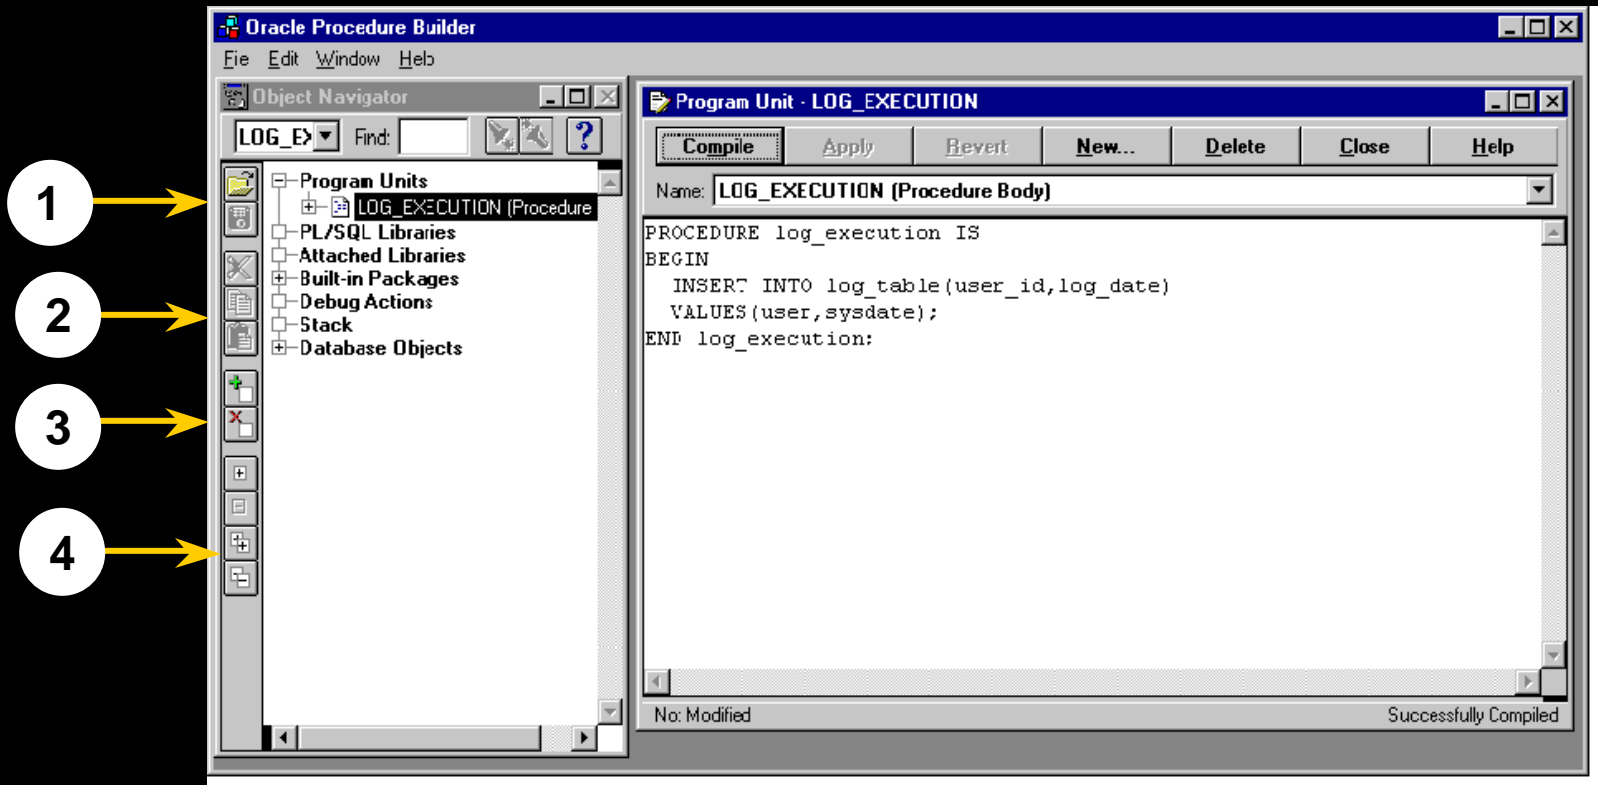 Oracle Procedure Builder
File Edit Window Help
Object Navigator
LOG_EX Find:
Program Units
LOG_EXECUTION (Procedure
PL/SQL Libraries
Attached Libraries
Built-in Packages
Debug Actions
Stack
Database Objects
1
2
3
4
Program Unit - LOG_EXECUTION
Compile Apply Revert New... Delete Close Help
Name: LOG_EXECUTION (Procedure Body)
PROCEDURE log_execution IS
BEGIN
INSERT INTO log_table(user_id,log_date)
VALUES(user,sysdate);
END log_execution;
Not Modified Successfully Compiled